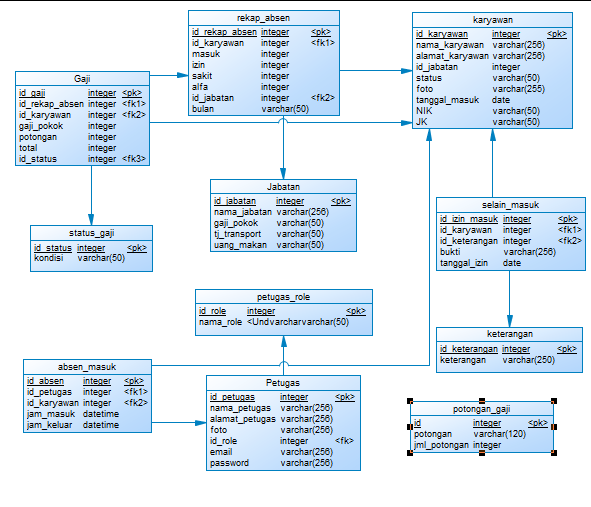 rekap_absen
id_rekap_absen integer <pk>
id_karyawan integer <fk1>
masuk integer
izin integer
sakit integer
alfa integer
id_jabatan integer <fk2>
bulan varchar(50)
karyawan
id_karyawan integer <pk>
nama_karyawan varchar(256)
alamat_karyawan varchar(256)
id_jabatan integer
status varchar(50)
foto varchar(255)
tanggal_masuk date
NIK varchar(50)
JK varchar(50)
Gaji
id_gaji integer <pk>
id_rekap_absen integer <fk1>
id_karyawan integer <fk2>
gaji_pokok integer
potongan integer
total integer
id_status integer <fk3>
Jabatan
id_jabatan integer <pk>
nama_jabatan varchar(256)
gaji_pokok varchar(50)
tj_transport varchar(50)
uang_makan varchar(50)
selain_masuk
id_izin_masuk integer <pk>
id_karyawan integer <fk1>
id_keterangan integer <fk2>
bukti varchar(256)
tanggal_izin date
status_gaji
id_status integer <pk>
kondisi varchar(50)
petugas_role
id_role integer <pk>
nama_role <Undvarcharvarchar(50)
keterangan
id_keterangan integer <pk>
keterangan varchar(250)
absen_masuk
id_absen integer <pk>
id_petugas integer <fk1>
id_karyawan integer <fk2>
jam_masuk datetime
jam_keluar datetime
Petugas
id_petugas integer <pk>
nama_petugas varchar(256)
alamat_petugas varchar(256)
foto varchar(256)
id_role integer <fk>
email varchar(256)
password varchar(256)
potongan_gaji
id integer <pk>
potongan varchar(120)
jml_potongan integer